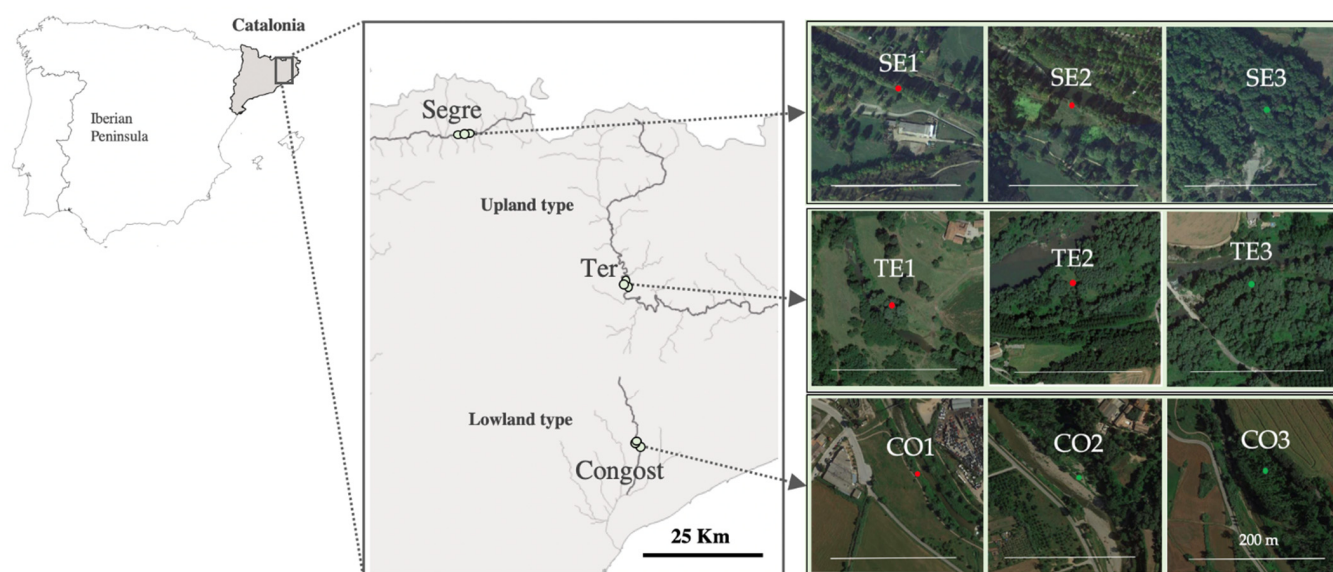 Catalonia
Iberian
Peninsula
Segre
Upland type
Ter
Lowland type
Congost
25 Km
SE1
SE2
SE3
TE1
TE2
TE3
CO1
CO2
CO3
200 m